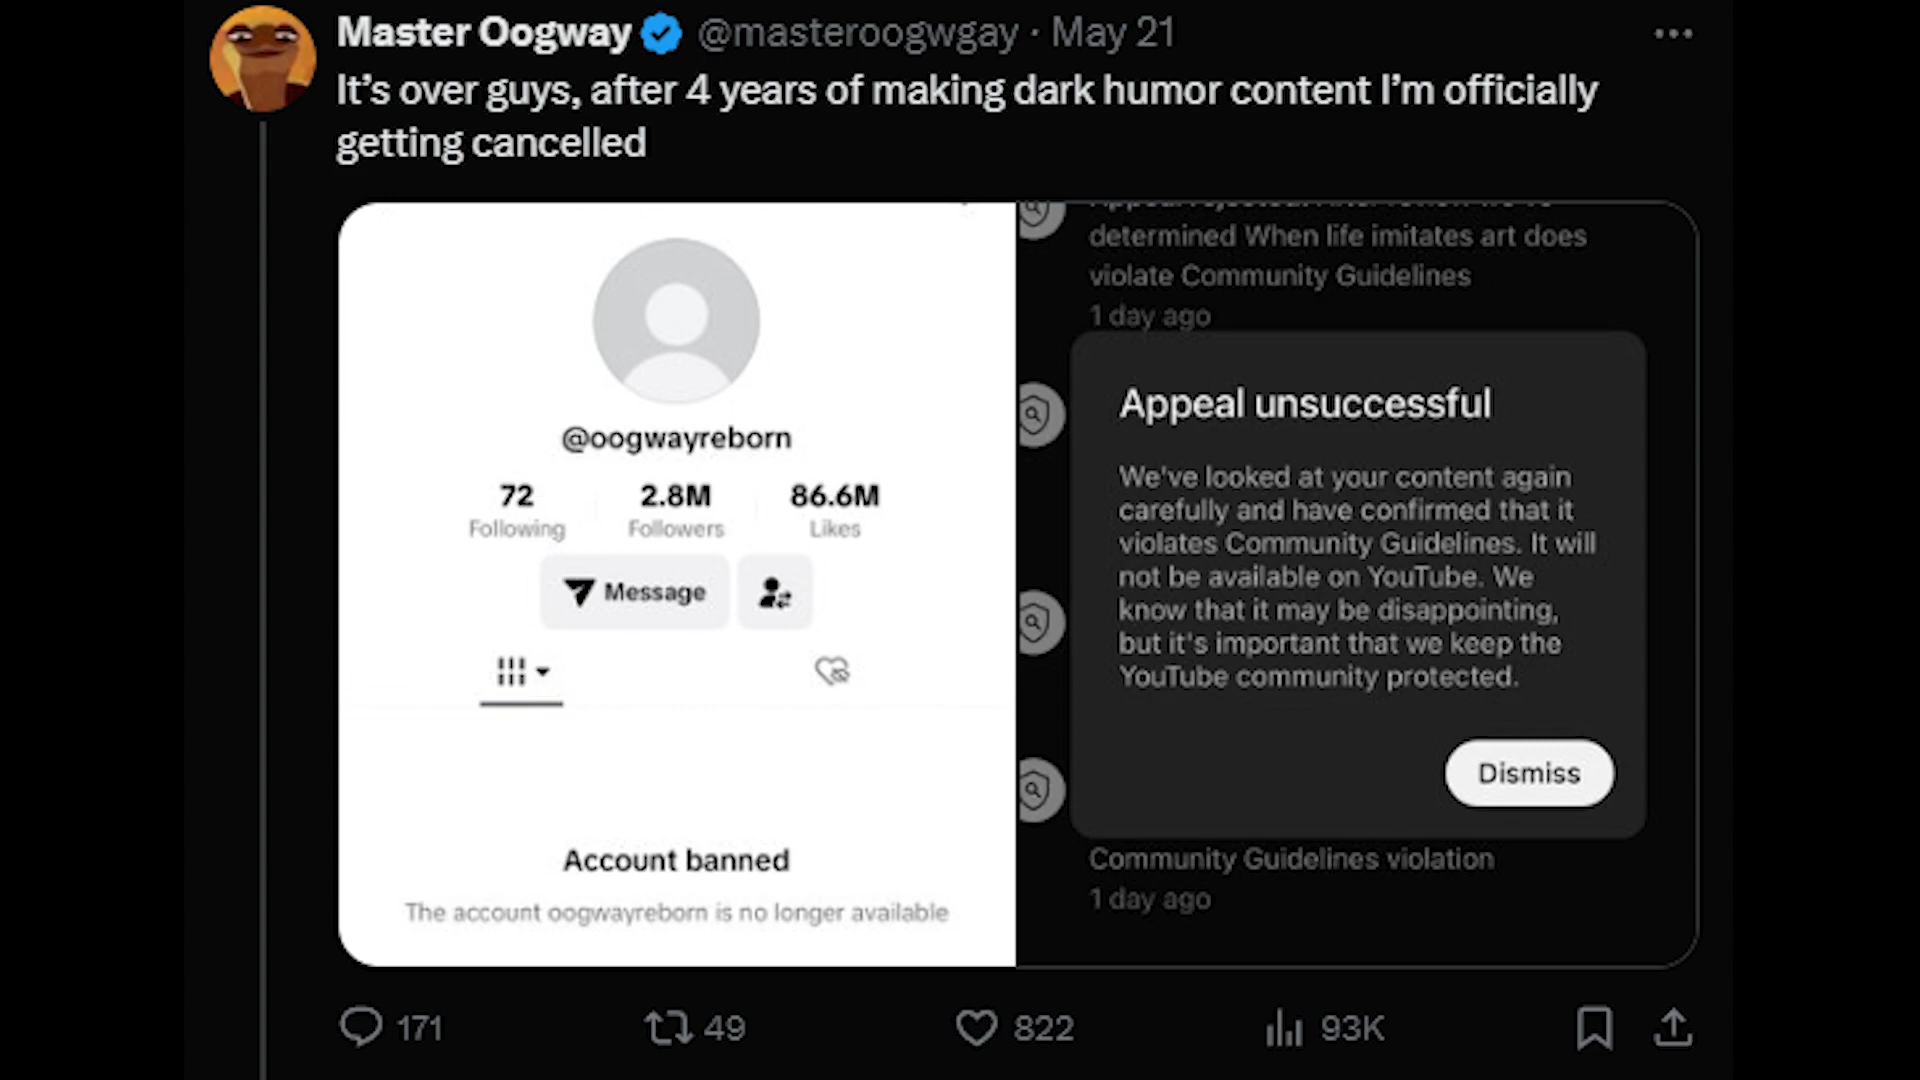 Master Oogway @masteroogwgay · May 21
It's over guys, after 4 years of making dark humor content I'm officially
getting cancelled
@oogwayreborn
72 2.8M 86.6M
Following Followers Likes
Message
Account banned
The account oogwayreborn is no longer available
determined When life imitates art does
violate Community Guidelines
1 day ago
Appeal unsuccessful
We've looked at your content again
carefully and have confirmed that it
violates Community Guidelines. It will
not be available on YouTube. We
know that it may be disappointing,
but it's important that we keep the
YouTube community protected.
Dismiss
Community Guidelines violation
1 day ago
171 49 822 93K